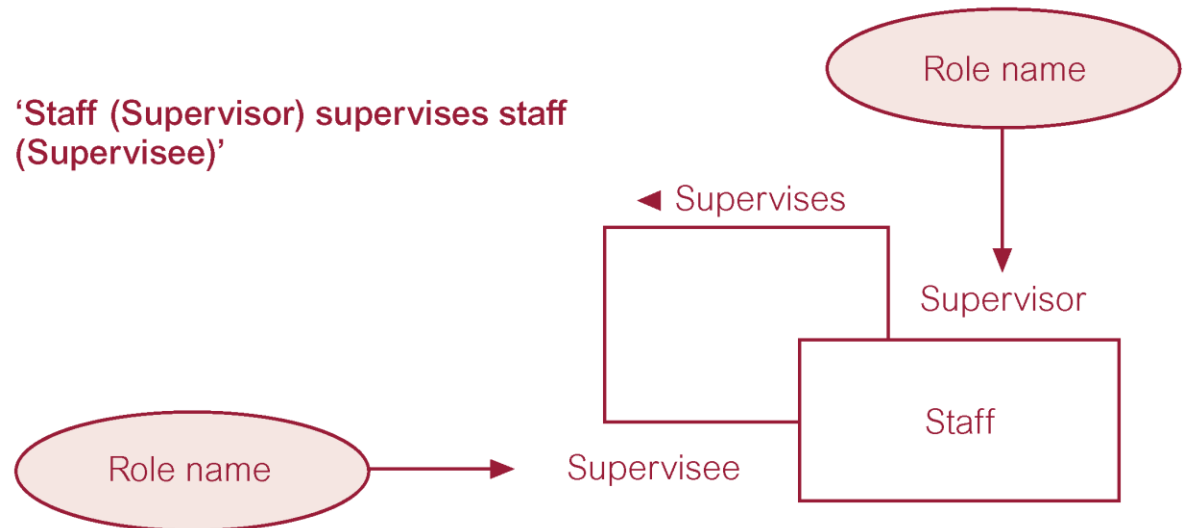 Role name
‘Staff (Supervisor) supervises staff
(Supervisee)’
◄ Supervises
Supervisor
Staff
Role name
Supervisee